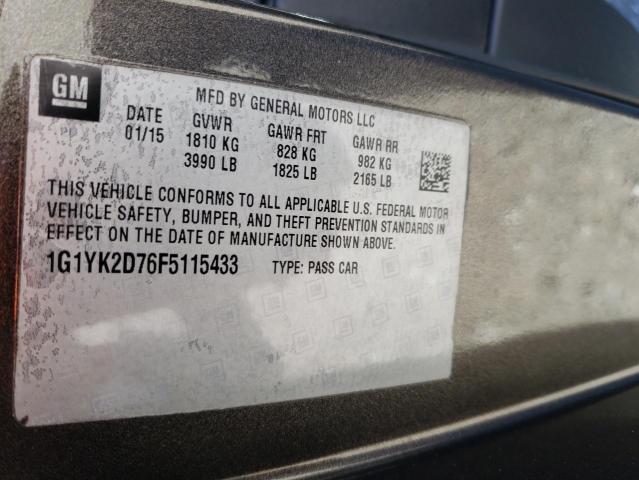 GM
MFD BY GENERAL MOTORS LLC
DATE GVWR GAWR FRT GAWR RR
01/15 1810 KG 828 KG 982 KG
3990 LB 1825 LB 2165 LB
THIS VEHICLE CONFORMS TO ALL APPLICABLE U.S. FEDERAL MOTOR
VEHICLE SAFETY, BUMPER, AND THEFT PREVENTION STANDARDS IN
EFFECT ON THE DATE OF MANUFACTURE SHOWN ABOVE.
1G1YK2D76F5115433 TYPE: PASS CAR